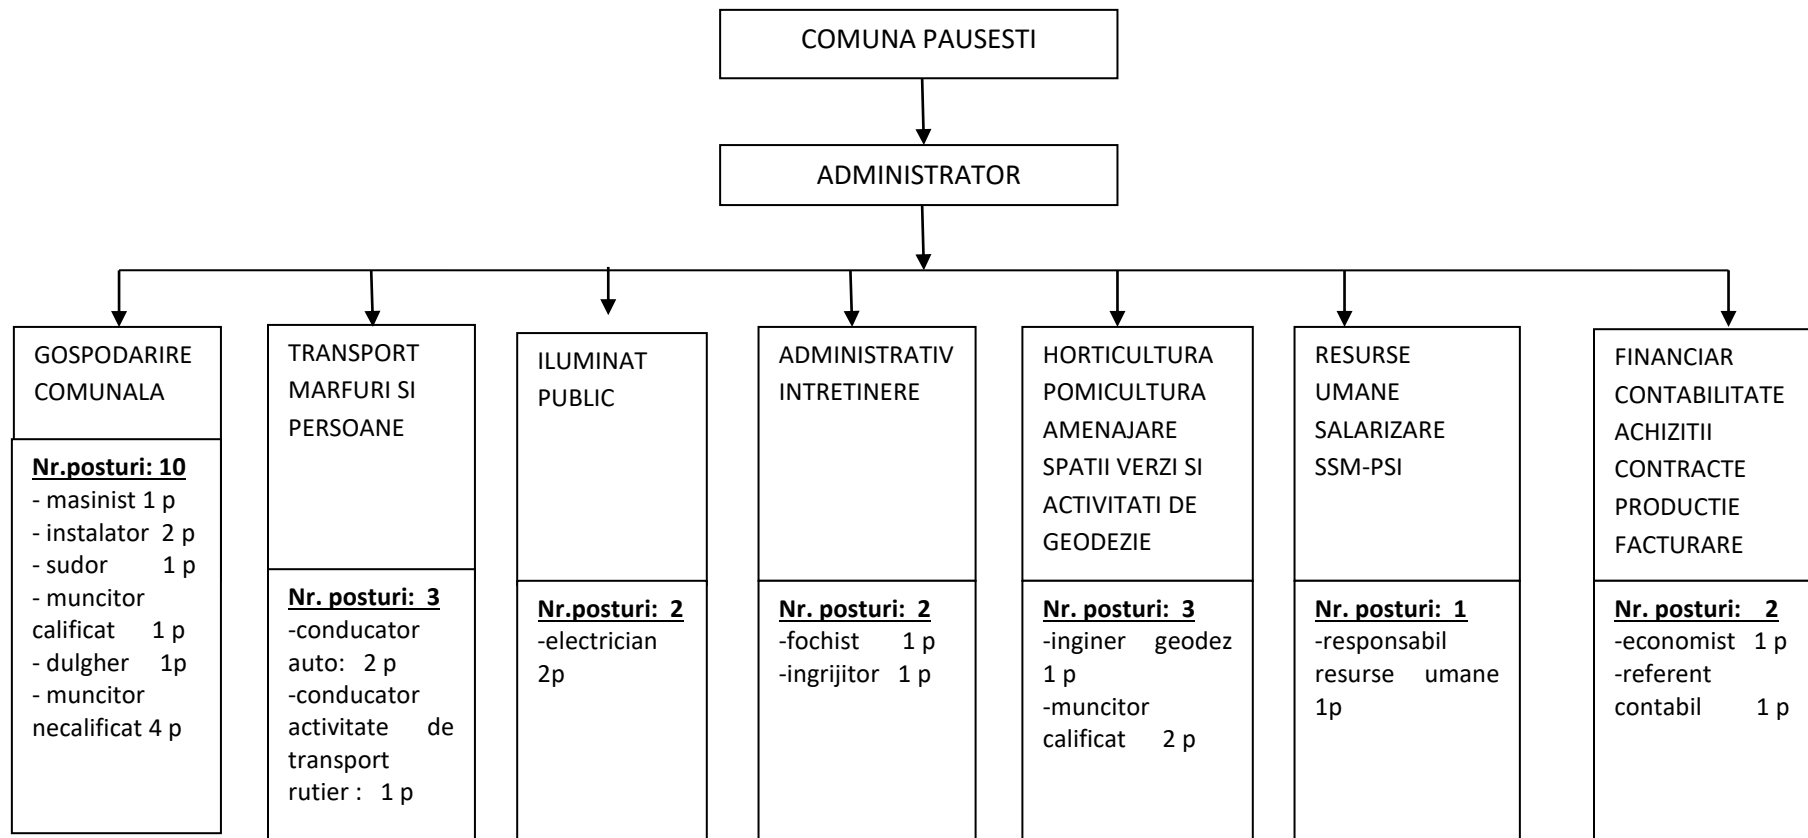 COMUNA PAUSESTI
ADMINISTRATOR
GOSPODARIRE
COMUNALA
Nr.posturi: 10
- masinist 1 p
- instalator 2 p
- sudor 1 p
- muncitor
calificat 1 p
- dulgher 1p
- muncitor
necalificat 4 p
TRANSPORT
MARFURI SI
PERSOANE
Nr. posturi: 3
-conducator
auto: 2 p
-conducator
activitate de
transport
rutier : 1 p
ILUMINAT
PUBLIC
Nr.posturi: 2
-electrician
2p
ADMINISTRATIV
INTRETINERE
Nr. posturi: 2
-fochist 1 p
-ingrijitor 1 p
HORTICULTURA
POMICULTURA
AMENAJARE
SPATII VERZI SI
ACTIVITATI DE
GEODEZIE
Nr. posturi: 3
-inginer geodez
1 p
-muncitor
calificat 2 p
RESURSE
UMANE
SALARIZARE
SSM-PSI
Nr. posturi: 1
-responsabil
resurse umane
1p
FINANCIAR
CONTABILITATE
ACHIZITII
CONTRACTE
PRODUCTIE
FACTURARE
Nr. posturi: 2
-economist 1 p
-referent
contabil 1 p